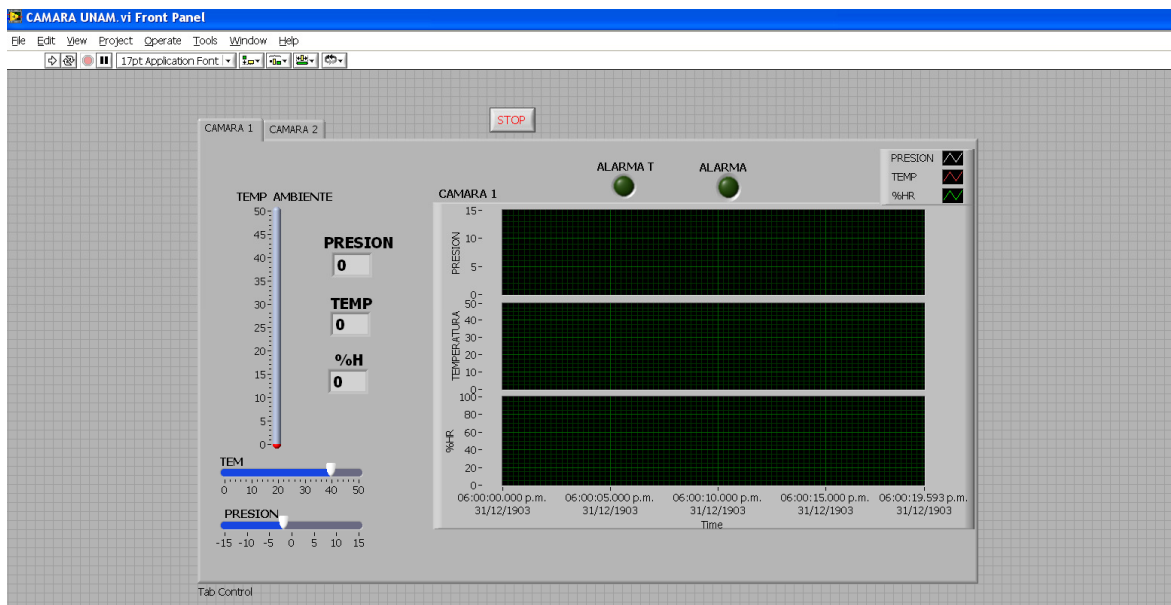 CAMARA UNAM.vi Front Panel
File Edit View Project Operate Tools Window Help
17pt Application Font
STOP
CAMARA 1 CAMARA 2
ALARMA T ALARMA
PRESION
TEMP
%HR
TEMP AMBIENTE
50
45
40
35
30
25
20
15
10
5
0
PRESION
0
TEMP
0
%H
0
TEM
0 10 20 30 40 50
PRESION
-15 -10 -5 0 5 10 15
CAMARA 1
PRESION
15
10
5
0
TEMPERATURA
50
40
30
20
10
0
%HR
100
80
60
40
20
0
06:00:00.000 p.m. 06:00:05.000 p.m. 06:00:10.000 p.m. 06:00:15.000 p.m. 06:00:19.593 p.m.
31/12/1903 31/12/1903 31/12/1903 31/12/1903 31/12/1903
Time
Tab Control